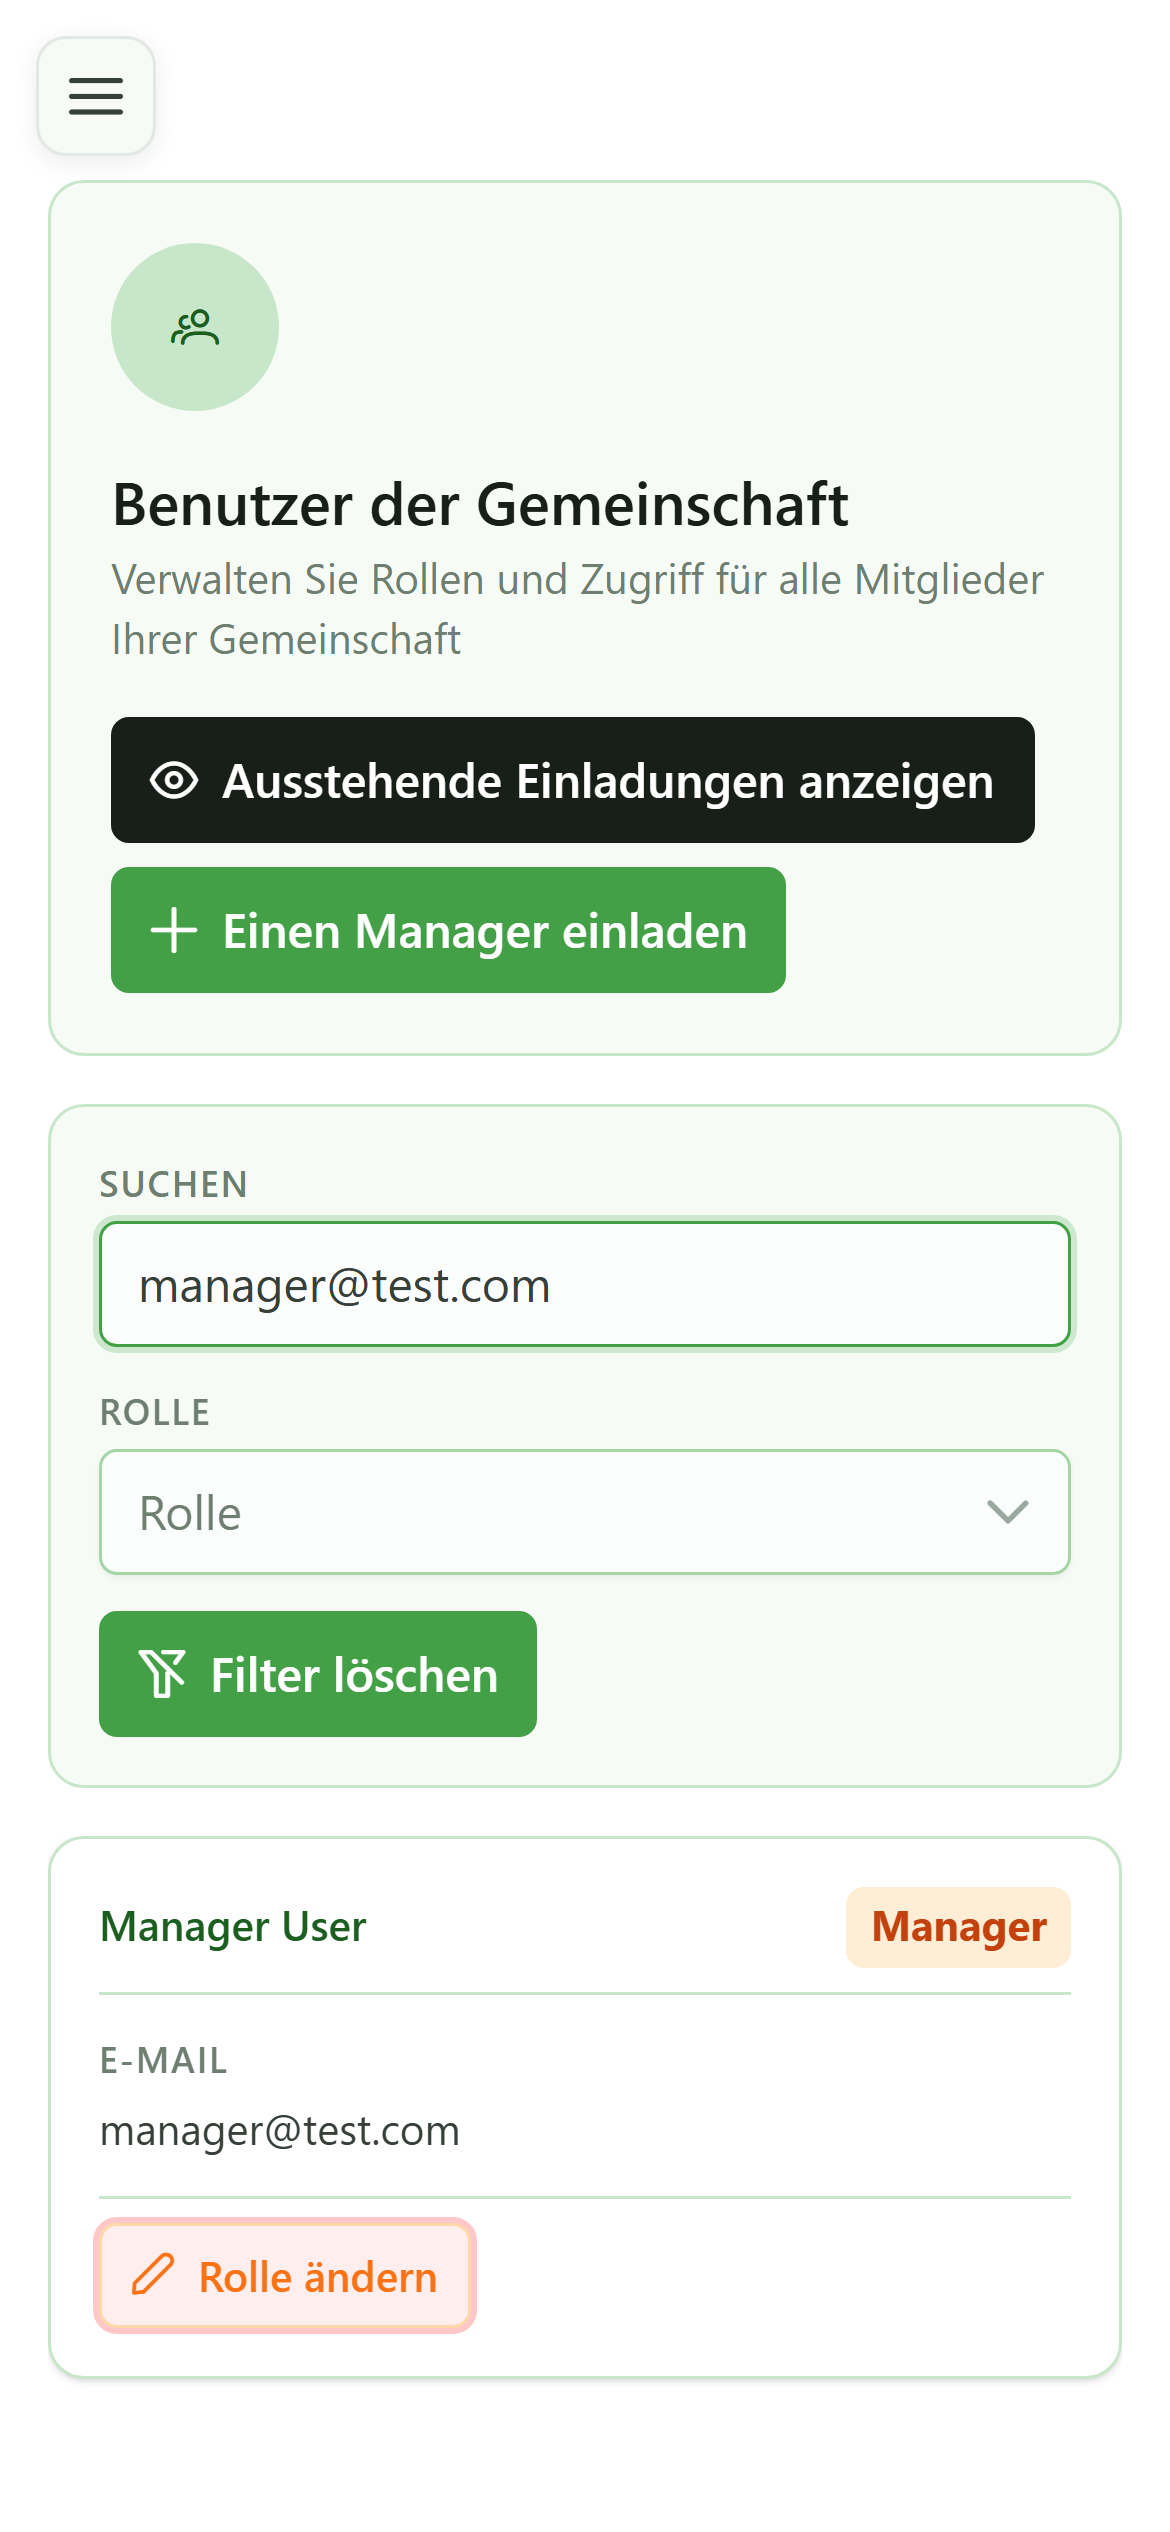 Benutzer der Gemeinschaft
Verwalten Sie Rollen und Zugriff für alle Mitglieder
Ihrer Gemeinschaft
Ausstehende Einladungen anzeigen
Einen Manager einladen
SUCHEN
manager@test.com
ROLLE
Rolle
Filter löschen
Manager User
Manager
E-MAIL
manager@test.com
Rolle ändern